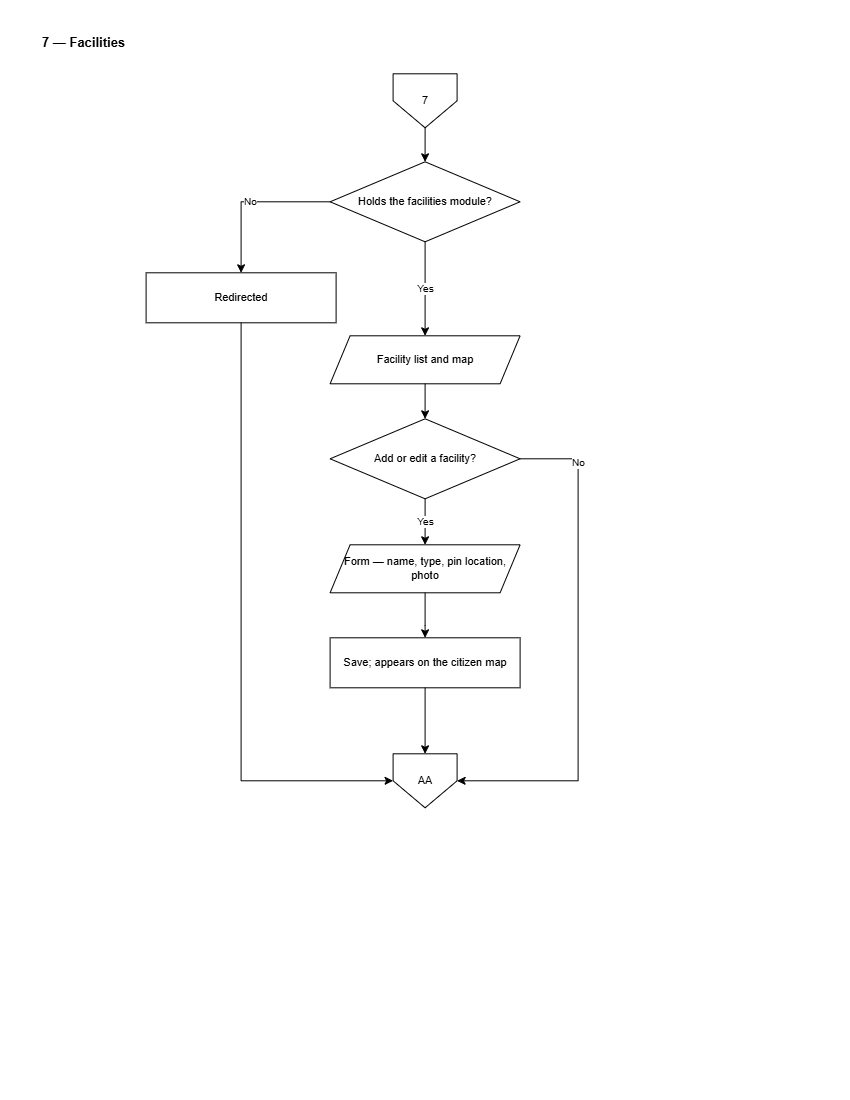 7 — Facilities
7
Holds the facilities module?
No
Redirected
Yes
Facility list and map
Add or edit a facility?
No
Yes
Form — name, type, pin location,
photo
Save; appears on the citizen map
AA